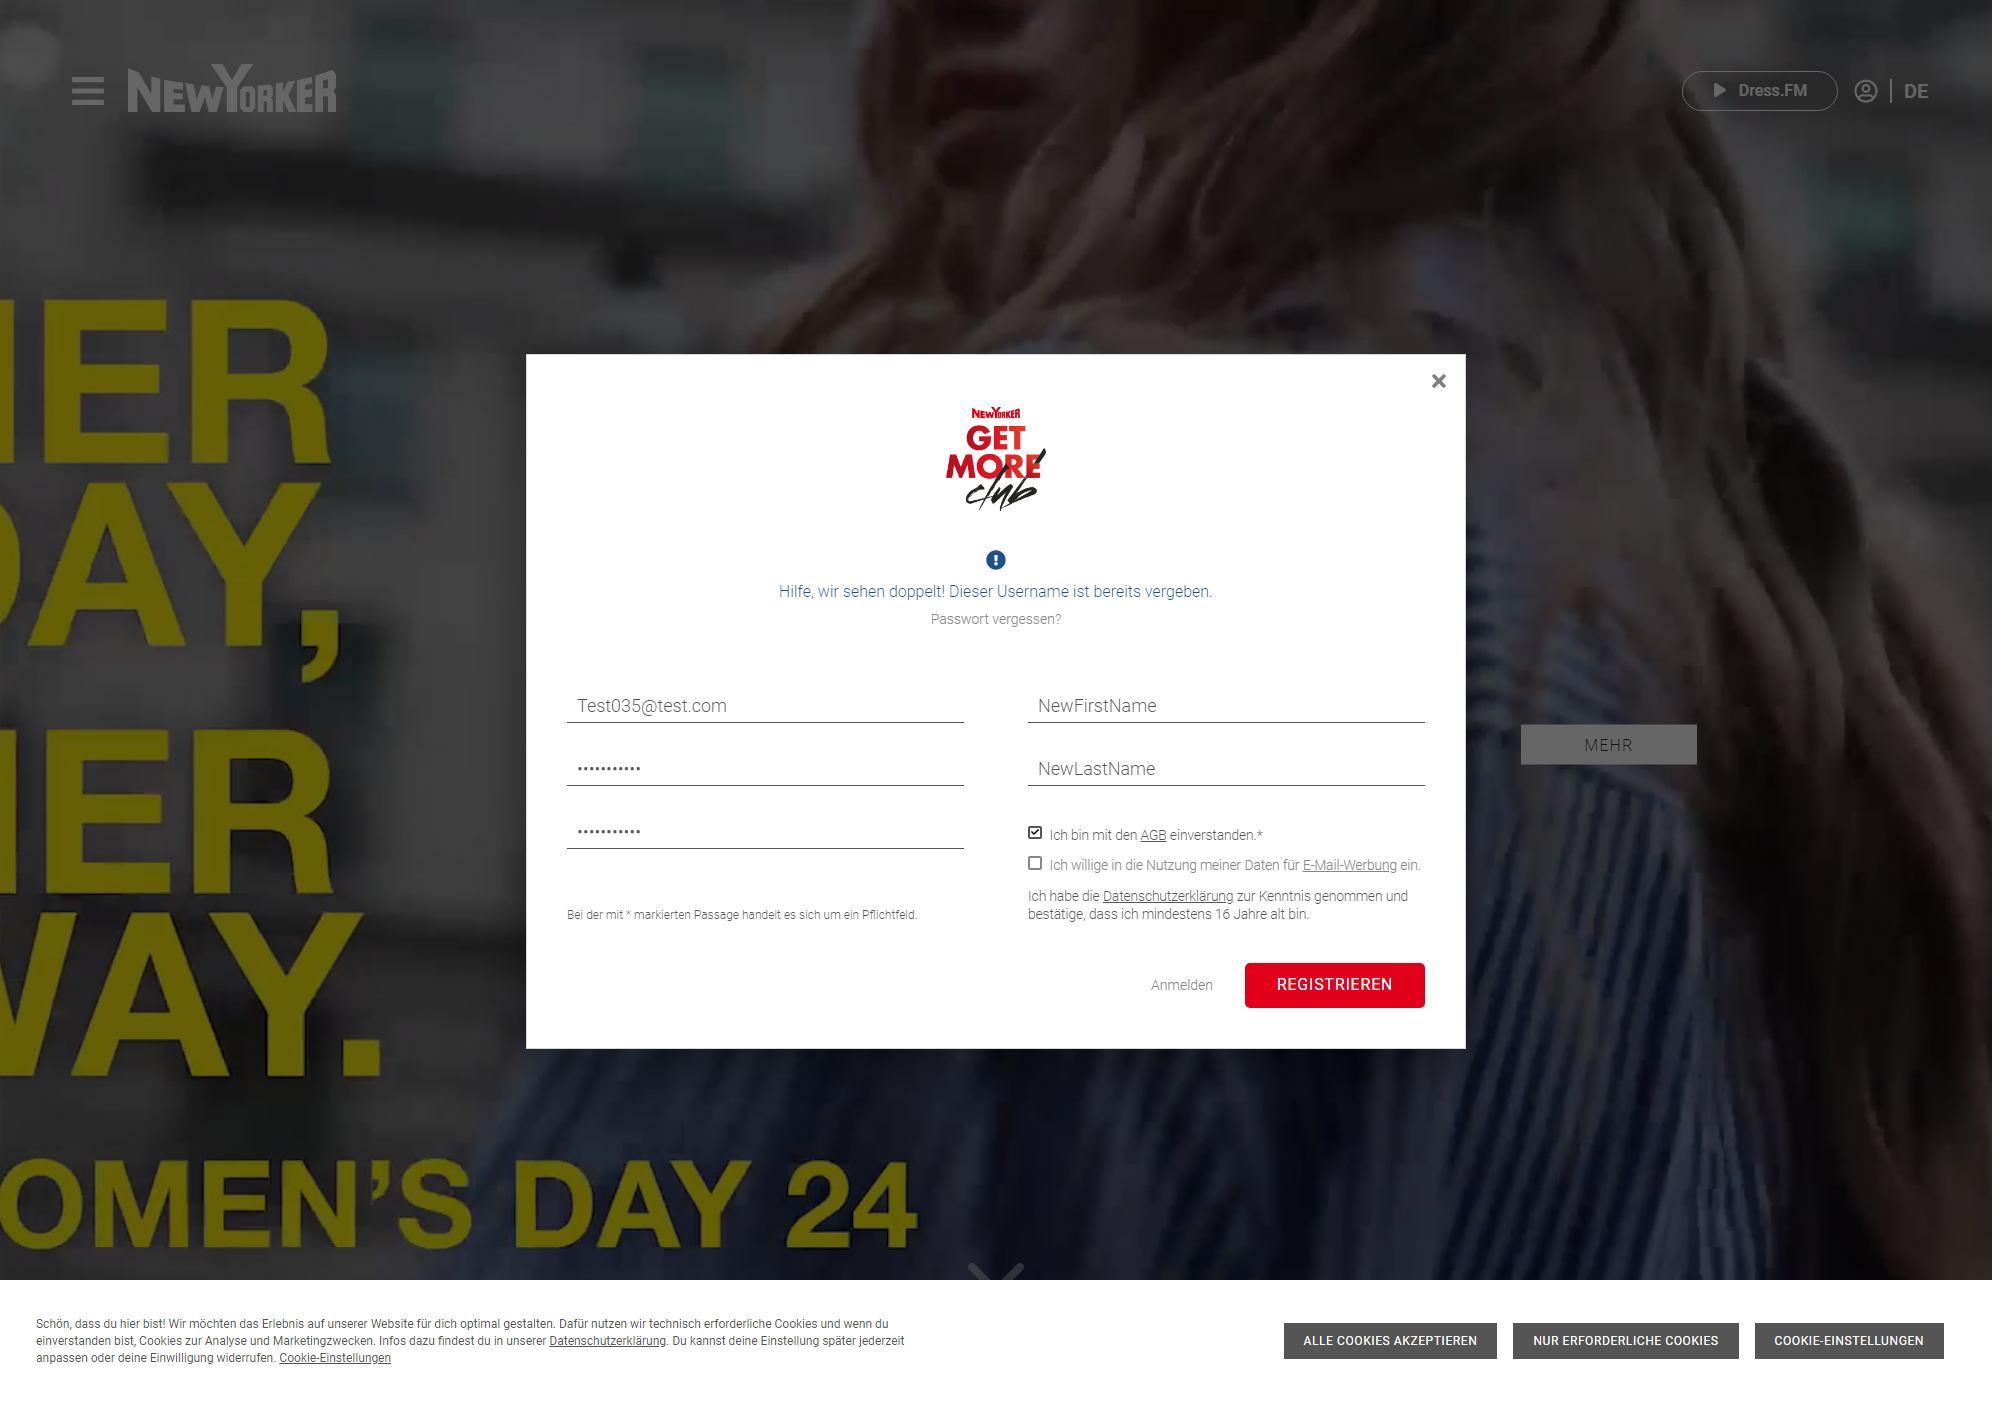 NEWYORKER
Dress.FM
DE
HER
DAY,
HER
WAY.
WOMEN'S DAY 24
MEHR
NEWYORKER
GET
MORE
club
Hilfe, wir sehen doppelt! Dieser Username ist bereits vergeben.
Passwort vergessen?
Test035@test.com
NewFirstName
NewLastName
Ich bin mit den AGB einverstanden.*
Ich willige in die Nutzung meiner Daten für E-Mail-Werbung ein.
Ich habe die Datenschutzerklärung zur Kenntnis genommen und
bestätige, dass ich mindestens 16 Jahre alt bin.
Bei der mit * markierten Passage handelt es sich um ein Pflichtfeld.
Anmelden
REGISTRIEREN
Schön, dass du hier bist! Wir möchten das Erlebnis auf unserer Website für dich optimal gestalten. Dafür nutzen wir technisch erforderliche Cookies und wenn du
einverstanden bist, Cookies zur Analyse und Marketingzwecken. Infos dazu findest du in unserer Datenschutzerklärung. Du kannst deine Einstellung später jederzeit
anpassen oder deine Einwilligung widerrufen. Cookie-Einstellungen
ALLE COOKIES AKZEPTIEREN
NUR ERFORDERLICHE COOKIES
COOKIE-EINSTELLUNGEN